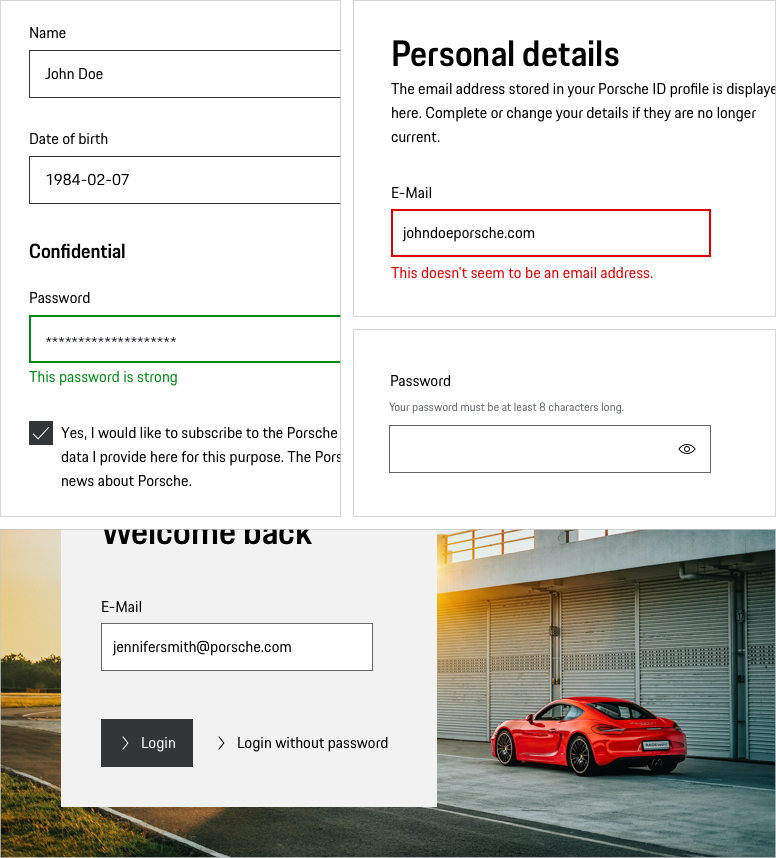 Name
John Doe
Date of birth
1984-02-07
Confidential
Password
********************
This password is strong
Yes, I would like to subscribe to the Porsche
data I provide here for this purpose. The Pors
news about Porsche.
Personal details
The email address stored in your Porsche ID profile is displaye
here. Complete or change your details if they are no longer
current.
E-Mail
johndoeporsche.com
This doesn't seem to be an email address.
Password
Your password must be at least 8 characters long.
Welcome back
E-Mail
jennifersmith@porsche.com
Login
Login without password